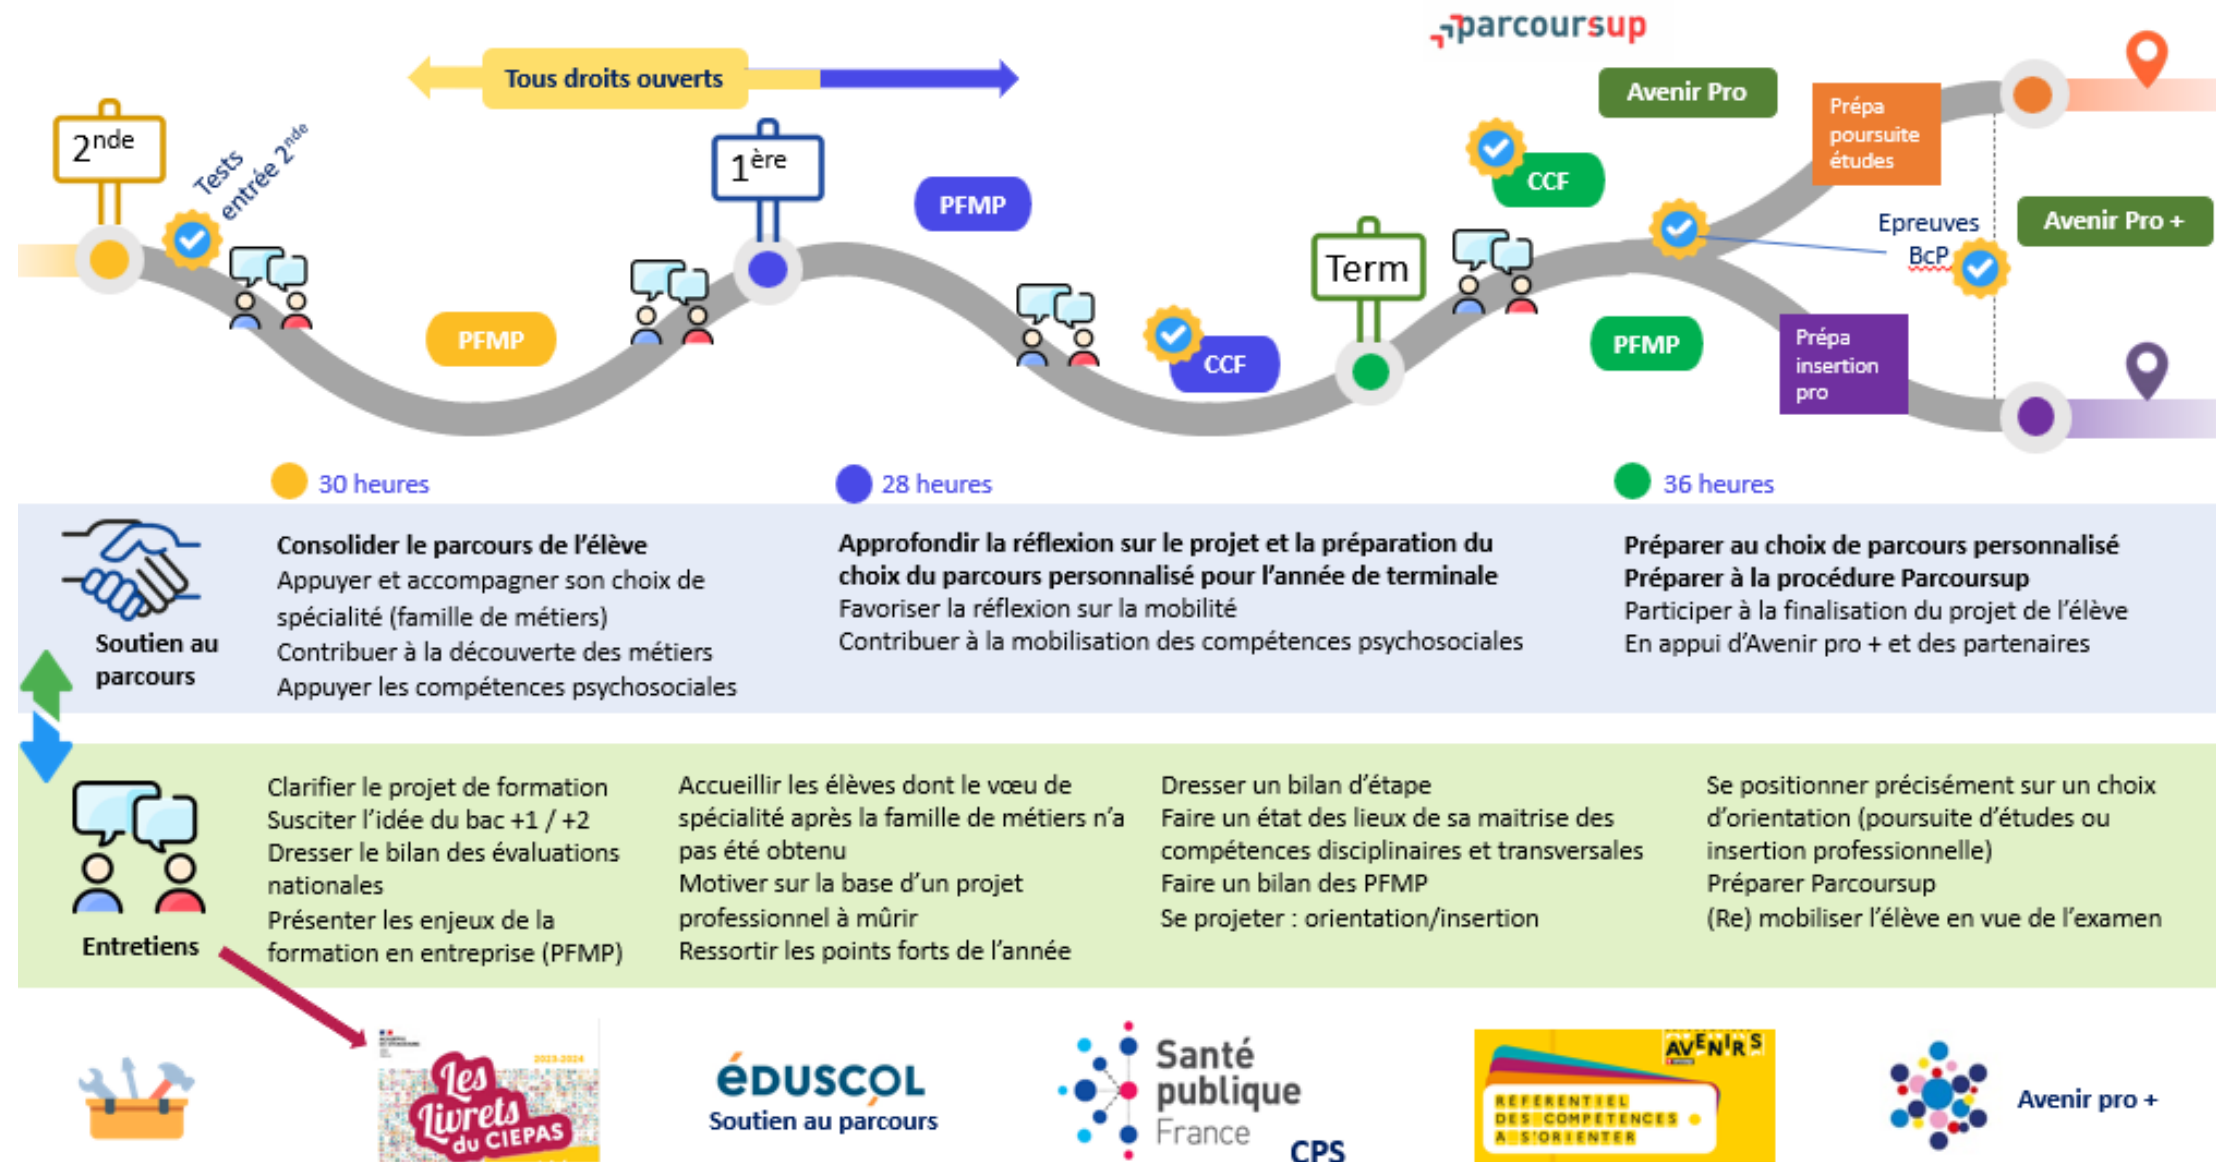 parcoursup
Tous droits ouverts
Avenir Pro
2nde
Tests
entrée 2nde
1ère
PFMP
CCF
Prépa
poursuite
études
Epreuves
BcP
Avenir Pro +
Term
PFMP
CCF
PFMP
Prépa
insertion
pro
30 heures
28 heures
36 heures
Soutien au
parcours
Consolider le parcours de l'élève
Appuyer et accompagner son choix de
spécialité (famille de métiers)
Contribuer à la découverte des métiers
Appuyer les compétences psychosociales
Approfondir la réflexion sur le projet et la préparation du
choix du parcours personnalisé pour l'année de terminale
Favoriser la réflexion sur la mobilité
Contribuer à la mobilisation des compétences psychosociales
Préparer au choix de parcours personnalisé
Préparer à la procédure Parcoursup
Participer à la finalisation du projet de l'élève
En appui d'Avenir pro + et des partenaires
Entretiens
Clarifier le projet de formation
Susciter l'idée du bac +1 / +2
Dresser le bilan des évaluations
nationales
Présenter les enjeux de la
formation en entreprise (PFMP)
Accueillir les élèves dont le vœu de
spécialité après la famille de métiers n'a
pas été obtenu
Motiver sur la base d'un projet
professionnel à mûrir
Ressortir les points forts de l'année
Dresser un bilan d'étape
Faire un état des lieux de sa maitrise des
compétences disciplinaires et transversales
Faire un bilan des PFMP
Se projeter : orientation/insertion
Se positionner précisément sur un choix
d'orientation (poursuite d'études ou
insertion professionnelle)
Préparer Parcoursup
(Re) mobiliser l'élève en vue de l'examen
2023-2024
Les
Livrets
du CIEPAS
éDUSCOL
Soutien au parcours
Santé
publique
France
CPS
AVENIRS
RÉFÉRENTIEL
DES COMPÉTENCES
À S'ORIENTER
Avenir pro +